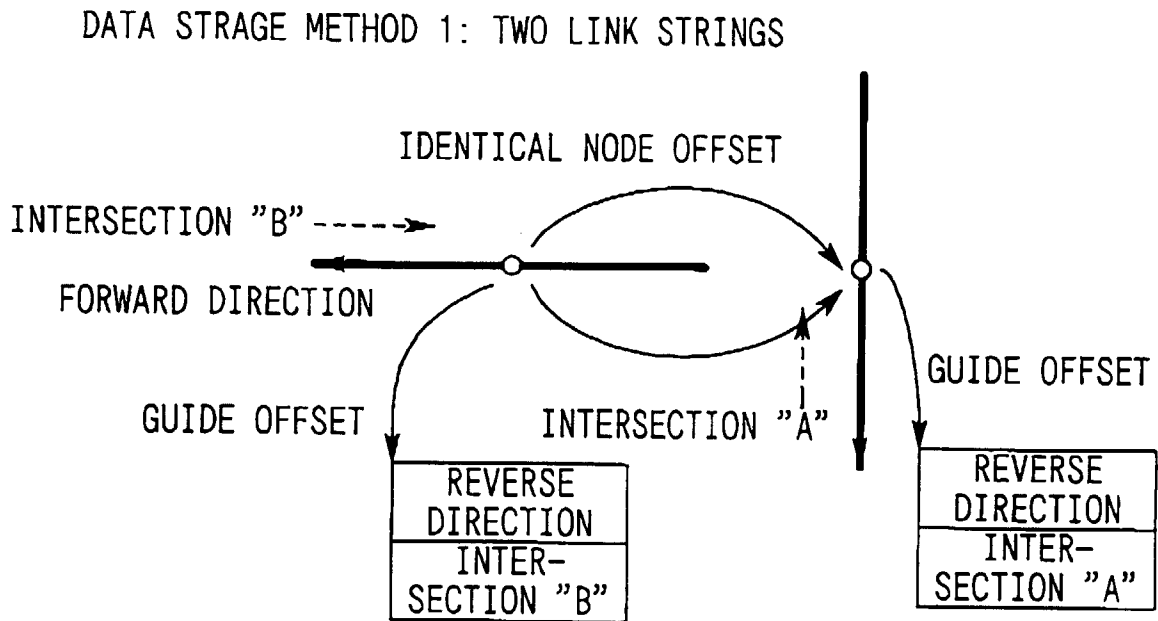 DATA STRAGE METHOD 1: TWO LINK STRINGS
IDENTICAL NODE OFFSET
INTERSECTION "B"
FORWARD DIRECTION
GUIDE OFFSET
GUIDE OFFSET
INTERSECTION "A"
REVERSE
DIRECTION
INTER-
SECTION "B"
REVERSE
DIRECTION
INTER-
SECTION "A"